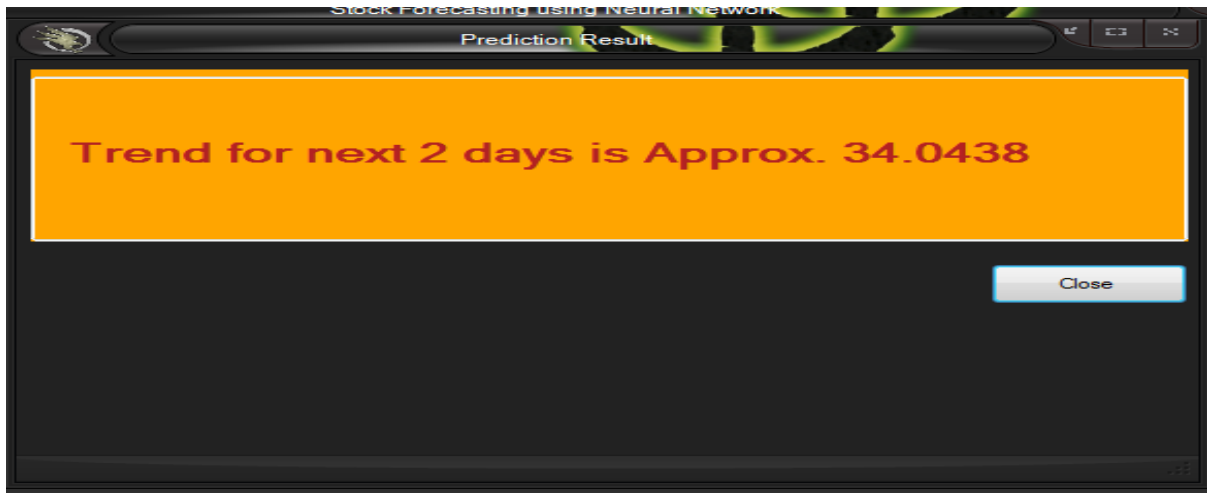 Stock Forecasting using Neural Network
Prediction Result
Trend for next 2 days is Approx. 34.0438
Close